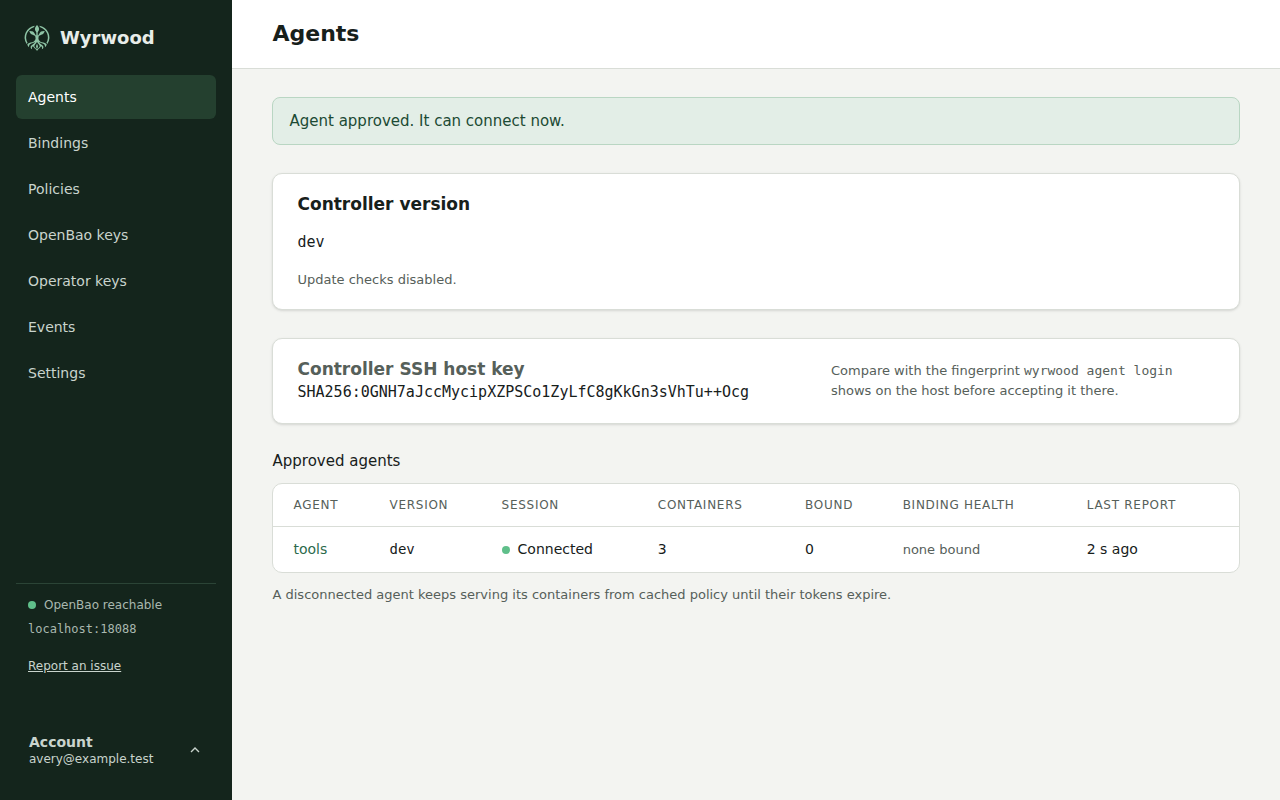 Wyrwood
Agents
Bindings
Policies
OpenBao keys
Operator keys
Events
Settings
OpenBao reachable
localhost:18088
Report an issue
Account
avery@example.test
Agents
Agent approved. It can connect now.
Controller version
dev
Update checks disabled.
Controller SSH host key
SHA256:0GNH7aJccMycipXZPSCo1ZyLfC8gKkGn3sVhTu++Ocg
Compare with the fingerprint wyrwood agent login
shows on the host before accepting it there.
Approved agents
AGENT VERSION SESSION CONTAINERS BOUND BINDING HEALTH LAST REPORT
tools dev Connected 3 0 none bound 2 s ago
A disconnected agent keeps serving its containers from cached policy until their tokens expire.